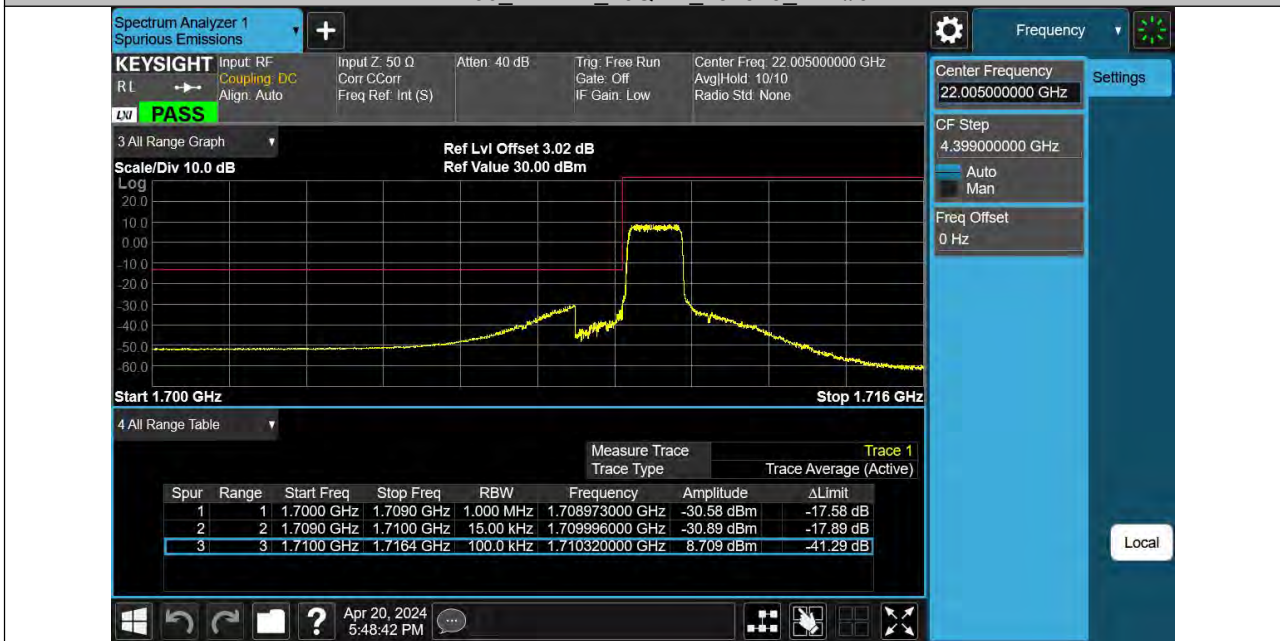 Spectrum Analyzer 1
Spurious Emissions
Frequency
KEYSIGHT
RL
LXI PASS
Input: RF
Coupling: DC
Align: Auto
Input Z: 50 Ω
Corr CCorr
Freq Ref: Int (S)
Atten: 40 dB
Trig: Free Run
Gate: Off
IF Gain: Low
Center Freq: 22.005000000 GHz
Avg|Hold: 10/10
Radio Std: None
Center Frequency
22.005000000 GHz
Settings
CF Step
4.399000000 GHz
Auto
Man
Freq Offset
0 Hz
3 All Range Graph
Scale/Div 10.0 dB
Ref Lvl Offset 3.02 dB
Ref Value 30.00 dBm
Log
20.0
10.0
0.00
-10.0
-20.0
-30.0
-40.0
-50.0
-60.0
Start 1.700 GHz
Stop 1.716 GHz
4 All Range Table
Measure Trace Trace 1
Trace Type Trace Average (Active)
Spur Range Start Freq Stop Freq RBW Frequency Amplitude ΔLimit
1 1 1.7000 GHz 1.7090 GHz 1.000 MHz 1.708973000 GHz -30.58 dBm -17.58 dB
2 2 1.7090 GHz 1.7100 GHz 15.00 kHz 1.709996000 GHz -30.89 dBm -17.89 dB
3 3 1.7100 GHz 1.7164 GHz 100.0 kHz 1.710320000 GHz 8.709 dBm -41.29 dB
Local
Apr 20, 2024
5:48:42 PM